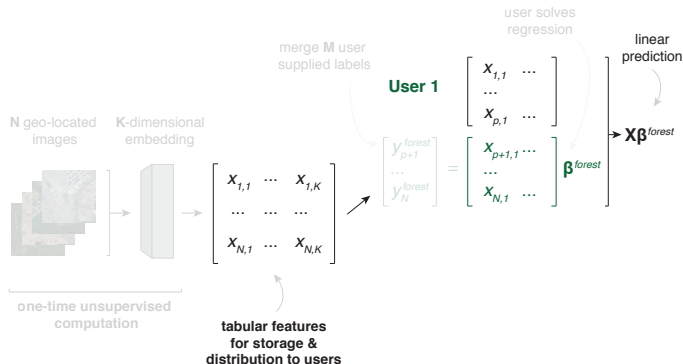 user solves
regression
linear
prediction
merge M user
supplied labels
User 1
x1,1 ...
...
xp,1 ...
Xβ^forest
N geo-located
images
K-dimensional
embedding
y^forest p+1
...
y^forest N
=
xp+1,1 ...
...
xN,1 ...
β^forest
x1,1 ... x1,K
... ... ...
xN,1 ... xN,K
one-time unsupervised
computation
tabular features
for storage &
distribution to users